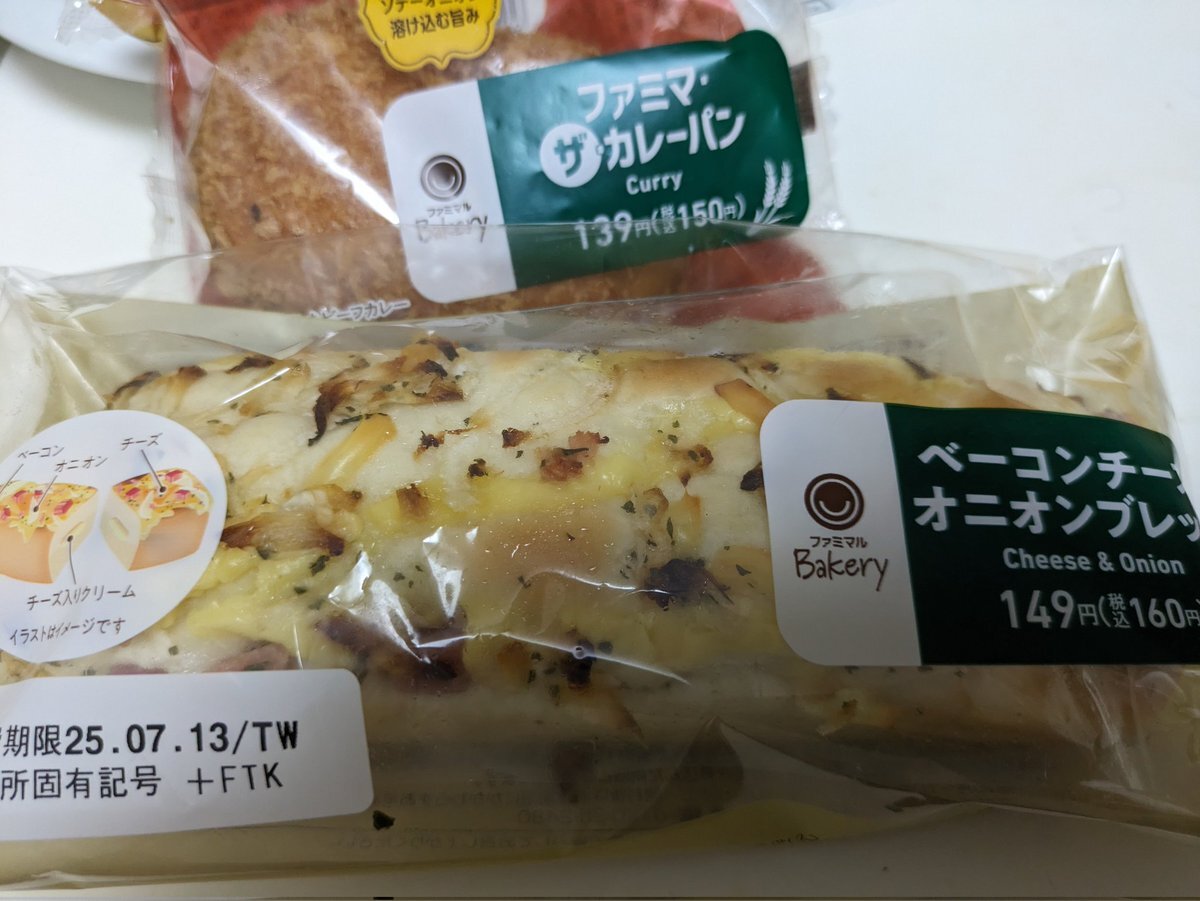 溶け込む旨み
ファミマ・
ザ・カレーパン
Curry
139円(税込150円)
ファミマル
Bakery
ベーコン
オニオン
チーズ
チーズ入りクリーム
イラストはイメージです
ベーコンチーズ
オニオンブレッ
Cheese & Onion
149円(税込160円)
ファミマル
Bakery
期限25.07.13/TW
所固有記号 +FTK